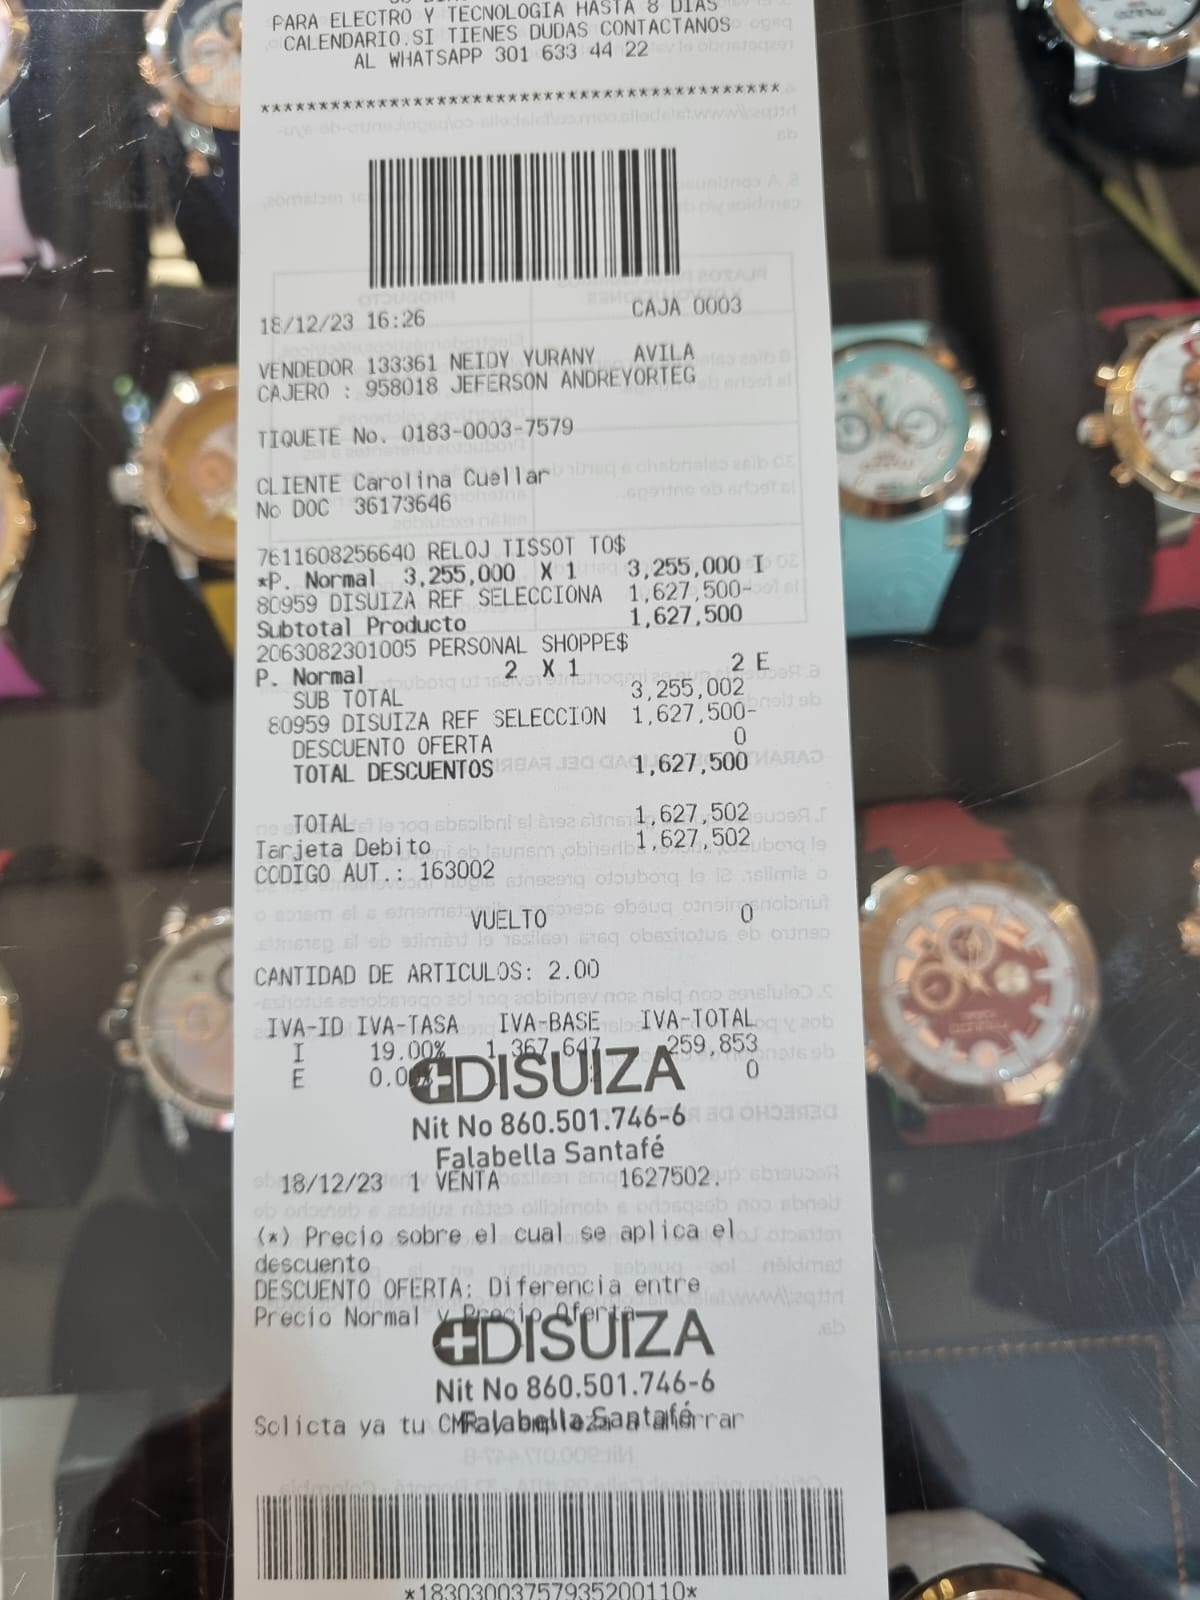 PARA ELECTRO Y TECNOLOGIA HASTA 8 DIAS
CALENDARIO.SI TIENES DUDAS CONTACTANOS
AL WHATSAPP 301 633 44 22
*******************************************
18/12/23 16:26 CAJA 0003
VENDEDOR 133361 NEIDY YURANY AVILA
CAJERO : 958018 JEFERSON ANDREYORTEG
TIQUETE No. 0183-0003-7579
CLIENTE Carolina Cuellar
No DOC 36173646
7611608256640 RELOJ TISSOT TO$
*P. Normal 3,255,000 X 1 3,255,000 I
80959 DISUIZA REF SELECCIONA 1,627,500-
Subtotal Producto 1,627,500
2063082301005 PERSONAL SHOPPE$
P. Normal 2 X 1 2 E
SUB TOTAL 3,255,002
80959 DISUIZA REF SELECCION 1,627,500-
DESCUENTO OFERTA 0
TOTAL DESCUENTOS 1,627,500
TOTAL 1,627,502
Tarjeta Debito 1,627,502
CODIGO AUT.: 163002
VUELTO 0
CANTIDAD DE ARTICULOS: 2.00
IVA-ID IVA-TASA IVA-BASE IVA-TOTAL
I 19.00% 1,367,647 259,853
E 0.00% 0
DISUIZA
Nit No 860.501.746-6
Falabella Santafé
18/12/23 1 VENTA 1627502.
(*) Precio sobre el cual se aplica el
descuento
DESCUENTO OFERTA: Diferencia entre
Precio Normal y Precio Oferta
DISUIZA
Nit No 860.501.746-6
Falabella Santafé
Solicta ya tu CMR
*183030037579352001​10*